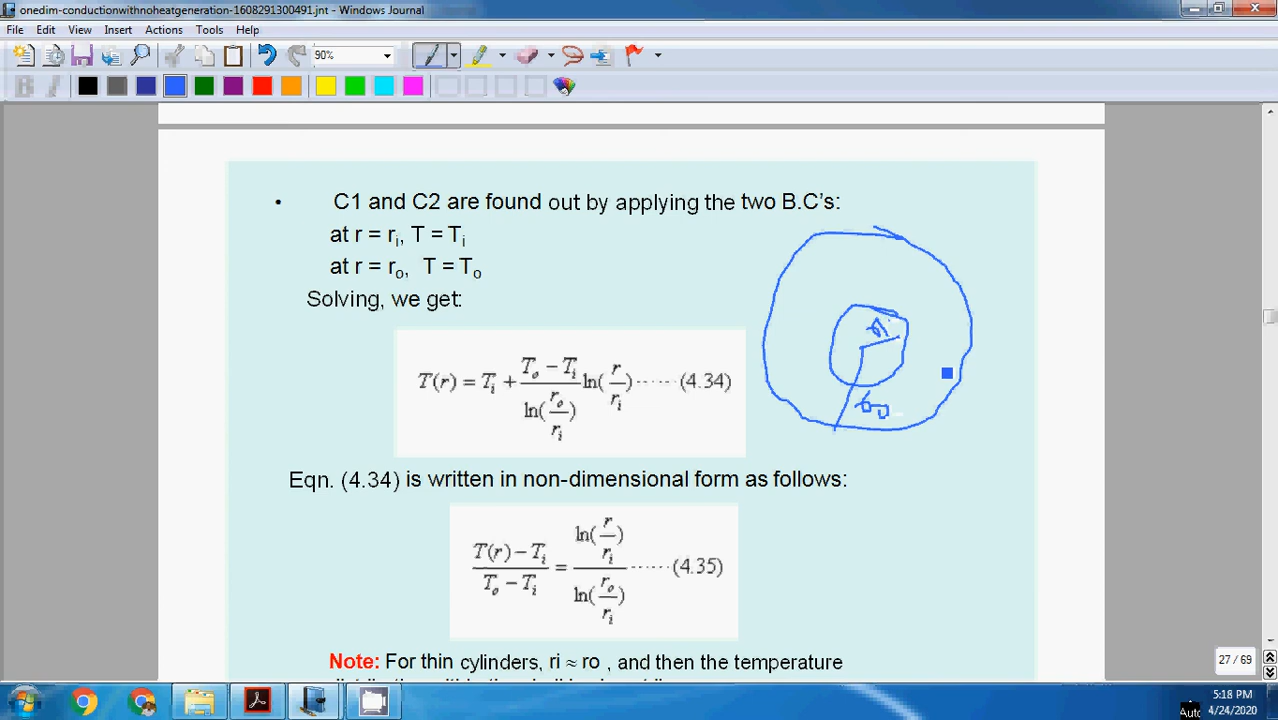 onedim-conductionwithnoheatgeneration-1608291300491.jnt - Windows Journal
File Edit View Insert Actions Tools Help
90%
• C1 and C2 are found out by applying the two B.C's:
at r = ri, T = Ti
at r = ro, T = To
Solving, we get:
T(r) = Ti + (To − Ti)/ln(ro/ri) ln(r/ri) ······ (4.34)
ri
ro
Eqn. (4.34) is written in non-dimensional form as follows:
(T(r) − Ti)/(To − Ti) = ln(r/ri)/ln(ro/ri) ······ (4.35)
Note: For thin cylinders, ri ≈ ro , and then the temperature
27 / 69
5:18 PM
Auto 4/24/2020